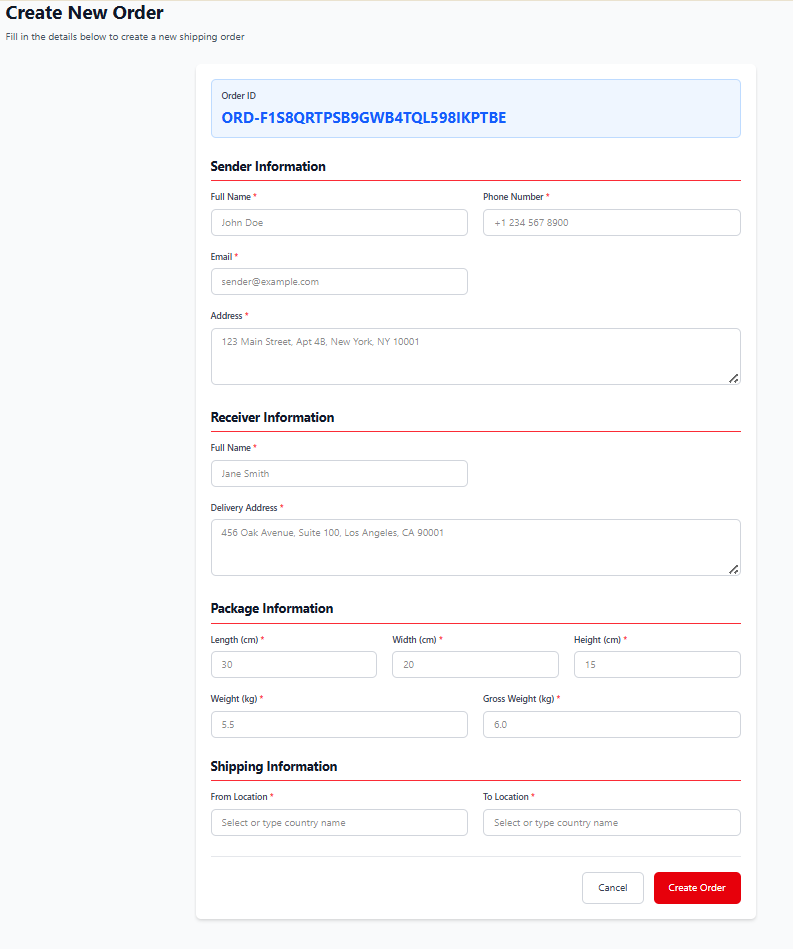 Create New Order
Fill in the details below to create a new shipping order
Order ID
ORD-F1S8QRTPSB9GWB4TQL598IKPTBE
Sender Information
Full Name * Phone Number *
John Doe +1 234 567 8900
Email *
sender@example.com
Address *
123 Main Street, Apt 4B, New York, NY 10001
Receiver Information
Full Name *
Jane Smith
Delivery Address *
456 Oak Avenue, Suite 100, Los Angeles, CA 90001
Package Information
Length (cm) * Width (cm) * Height (cm) *
30 20 15
Weight (kg) * Gross Weight (kg) *
5.5 6.0
Shipping Information
From Location * To Location *
Select or type country name Select or type country name
Cancel Create Order